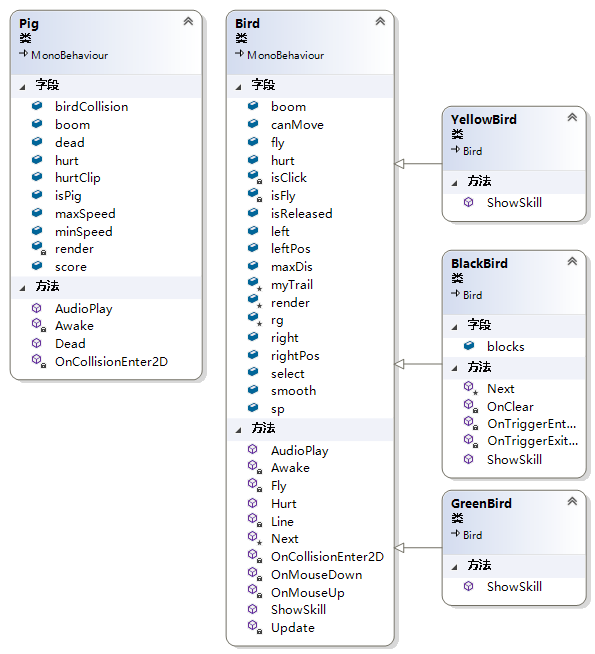 Pig
类
MonoBehaviour
字段
birdCollision
boom
dead
hurt
hurtClip
isPig
maxSpeed
minSpeed
render
score
方法
AudioPlay
Awake
Dead
OnCollisionEnter2D
Bird
类
MonoBehaviour
字段
boom
canMove
fly
hurt
isClick
isFly
isReleased
left
leftPos
maxDis
myTrail
render
rg
right
rightPos
select
smooth
sp
方法
AudioPlay
Awake
Fly
Hurt
Line
Next
OnCollisionEnter2D
OnMouseDown
OnMouseUp
ShowSkill
Update
YellowBird
类
Bird
方法
ShowSkill
BlackBird
类
Bird
字段
blocks
方法
Next
OnClear
OnTriggerEnt...
OnTriggerExit...
ShowSkill
GreenBird
类
Bird
方法
ShowSkill